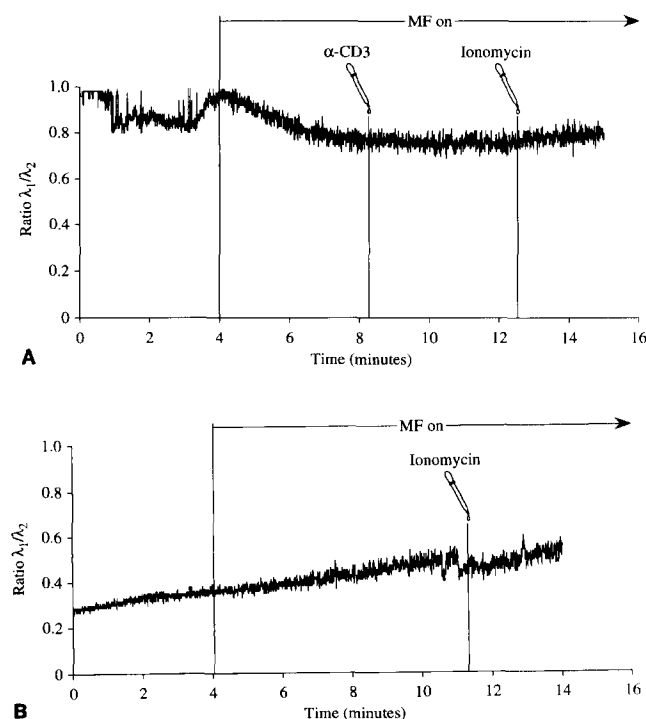 MF on
α-CD3
Ionomycin
1.0
0.8
0.6
0.4
0.2
0
Ratio λ1/λ2
0 2 4 6 8 10 12 14 16
Time (minutes)
A
MF on
Ionomycin
1.0
0.8
0.6
0.4
0.2
0
Ratio λ1/λ2
0 2 4 6 8 10 12 14 16
Time (minutes)
B